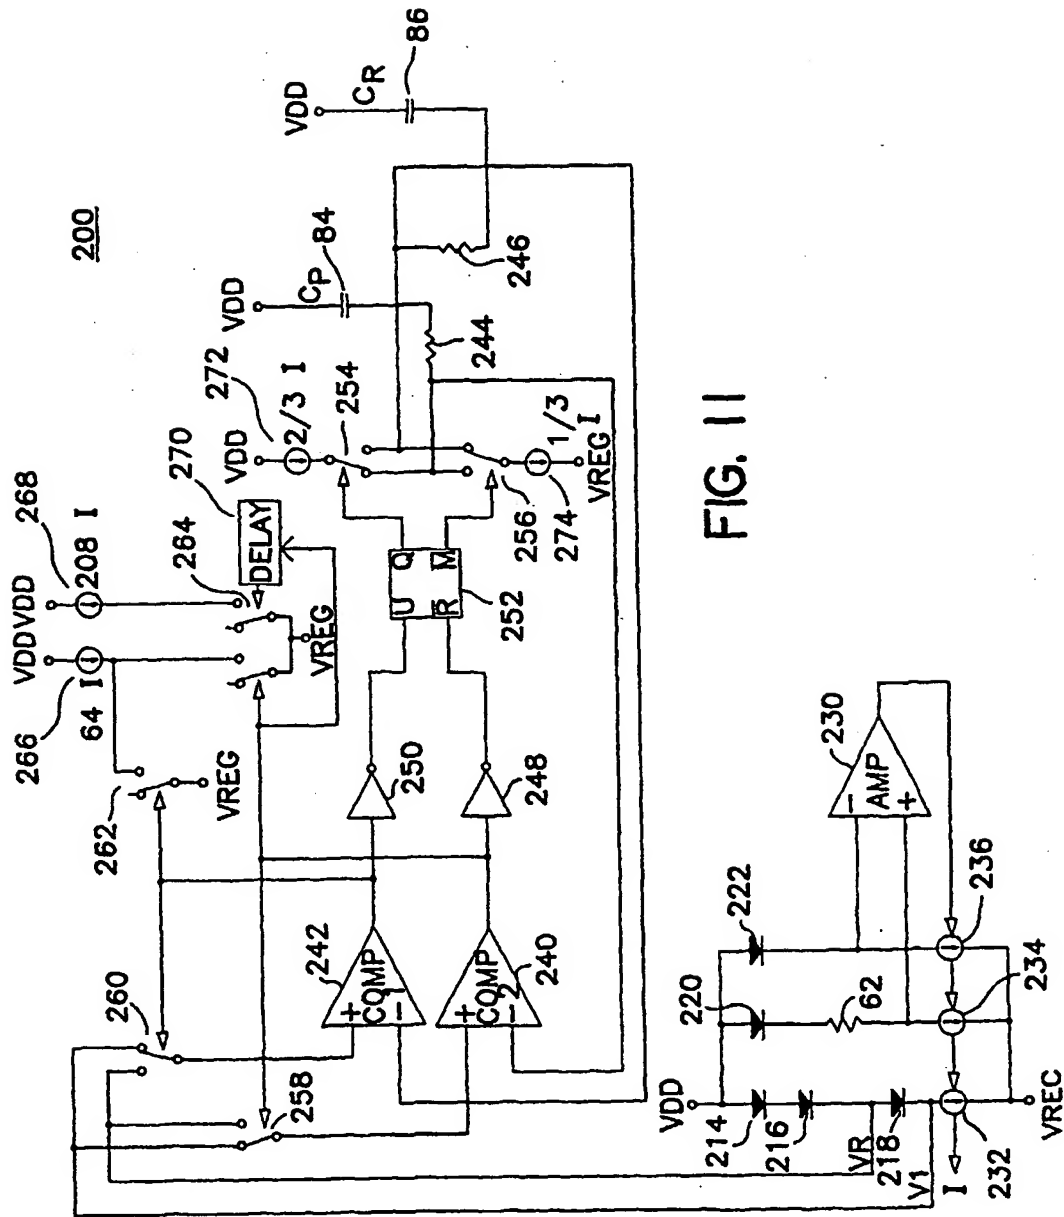 200
268
VDD VDD
208 I
266
64 I
270
DELAY
264
VREG
262
VREG
260
258
272
VDD
2/3 I
254
VDD
CP
84
VDD
CR
86
244
246
256
1/3 I
274
VREG
U Q
R M
252
250
248
242
+
COMP 1
-
240
+
COMP 2
-
FIG. 11
VDD
214
216
VR
218
V1
I
232
VREC
220
62
222
234
236
230
-
AMP
+